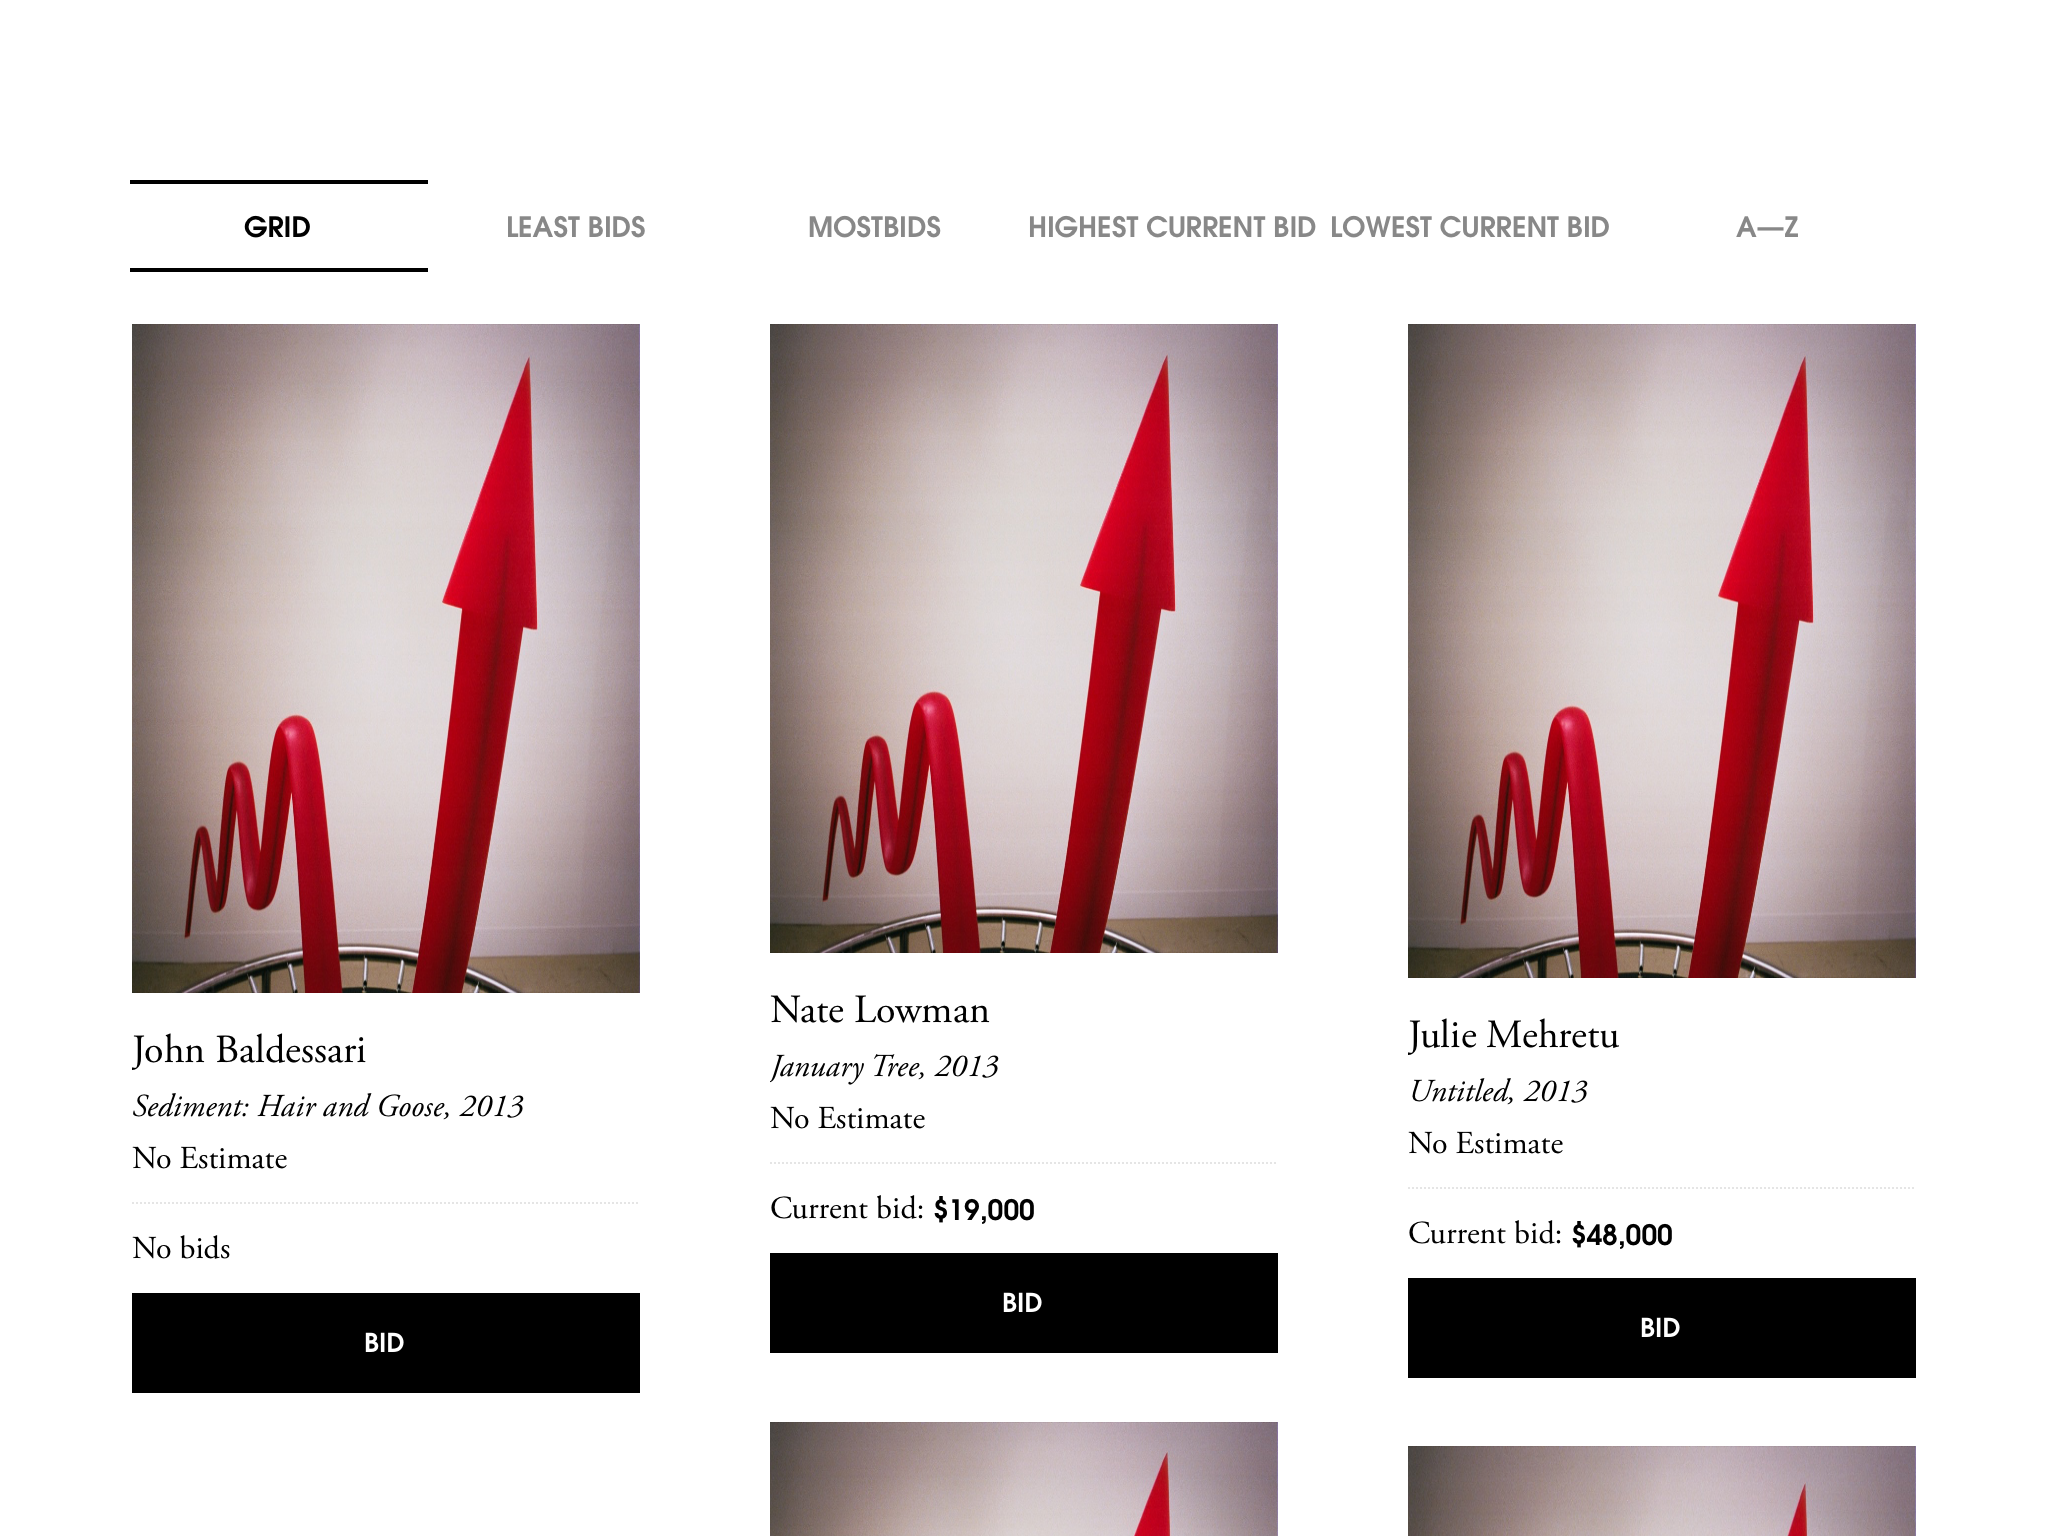 GRID
LEAST BIDS
MOSTBIDS
HIGHEST CURRENT BID
LOWEST CURRENT BID
A—Z
John Baldessari
Sediment: Hair and Goose, 2013
No Estimate
No bids
BID
Nate Lowman
January Tree, 2013
No Estimate
Current bid: $19,000
BID
Julie Mehretu
Untitled, 2013
No Estimate
Current bid: $48,000
BID